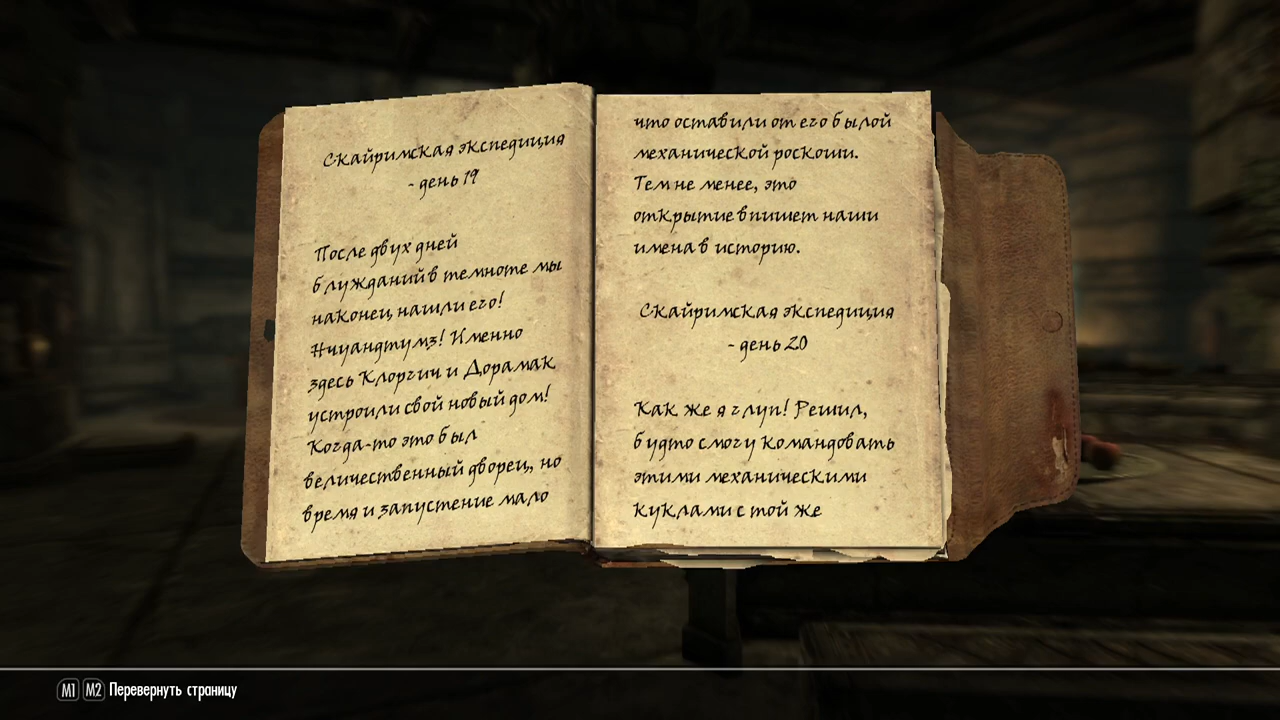 Скайримская экспедиция
- день 19
После двух дней
блужданий в темноте мы
наконец нашли его!
Нчуандтумз! Именно
здесь Клоргич и Дорамак
устроили свой новый дом!
Когда-то это был
величественный дворец, но
время и запустение мало
что оставили от его былой
механической роскоши.
Тем не менее, это
открытие впишет наши
имена в историю.
Скайримская экспедиция
- день 20
Как же я глуп! Решил,
будто смогу командовать
этими механическими
куклами с той же
M1 M2 Перевернуть страницу